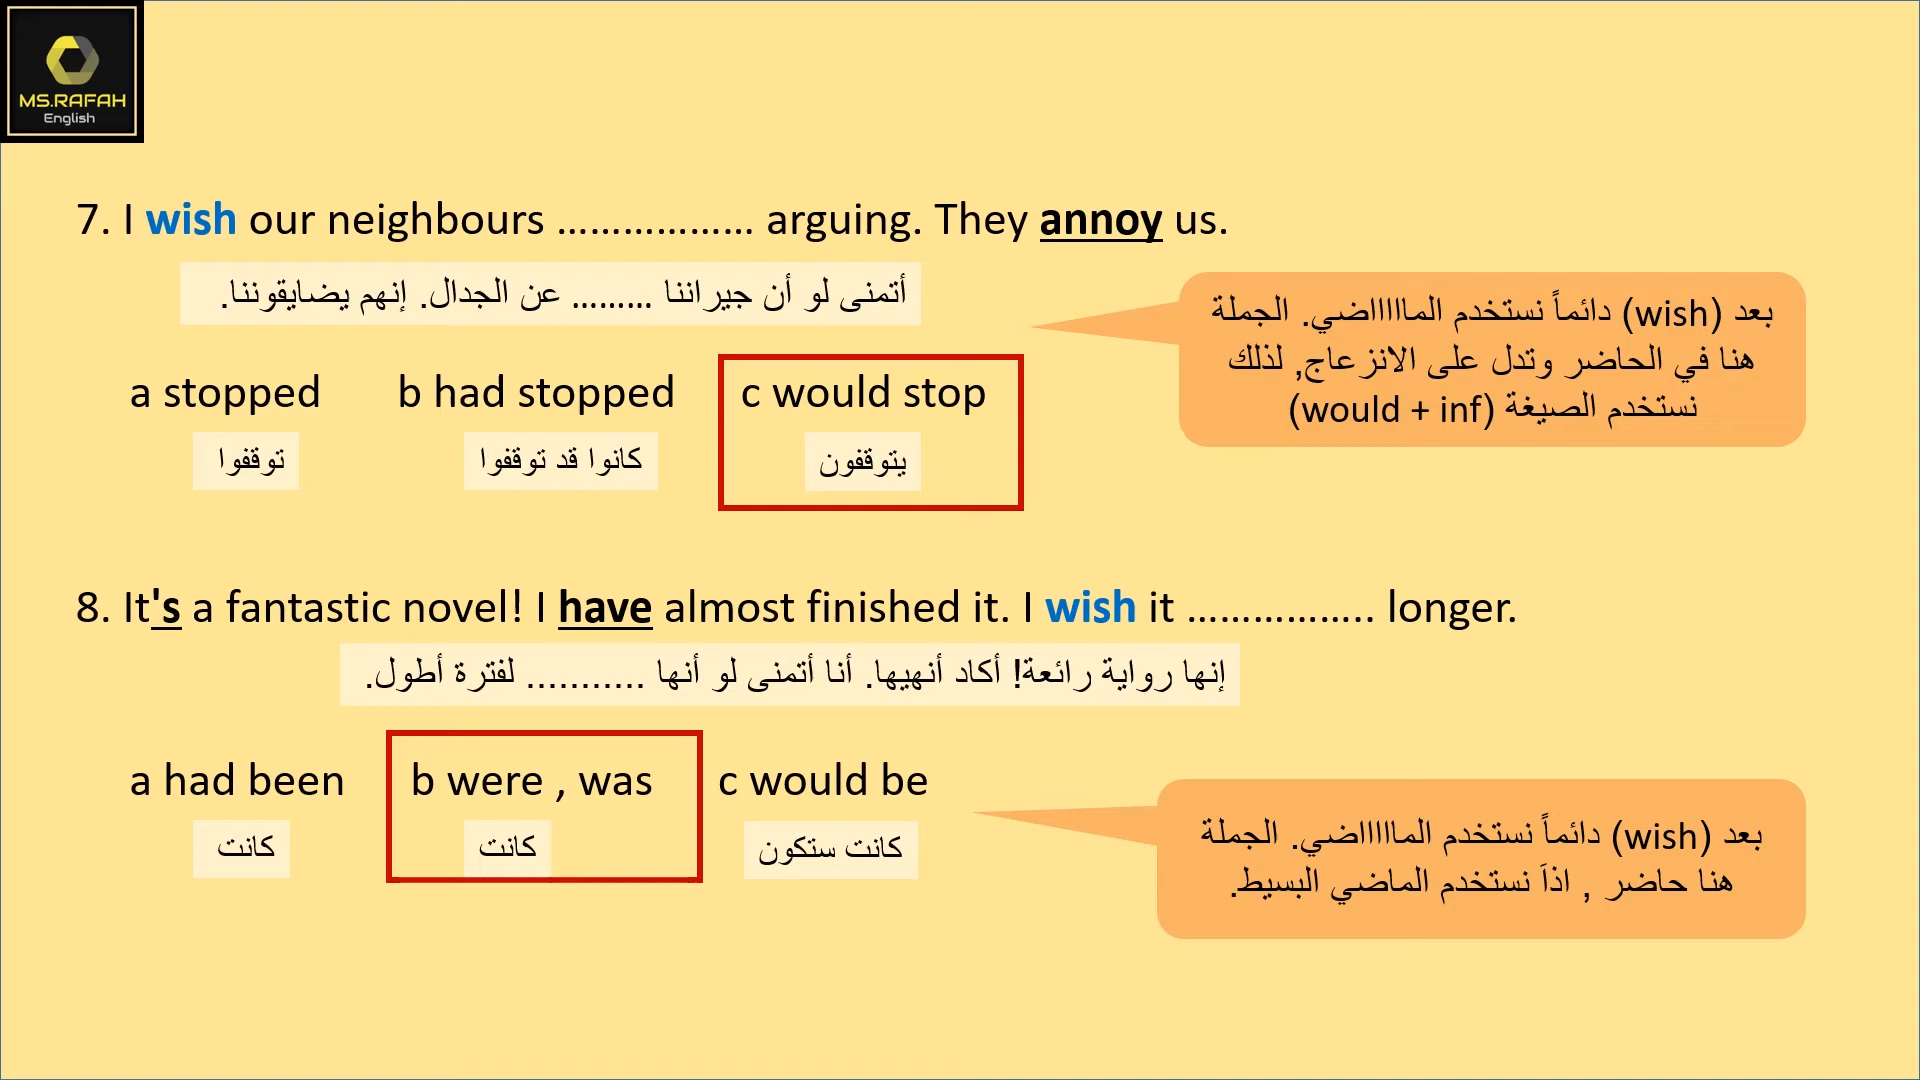 MS.RAFAH
English
7. I wish our neighbours ……………… arguing. They annoy us.
أتمنى لو أن جيراننا ......... عن الجدال. إنهم يضايقوننا.
بعد (wish) دائماً نستخدم المااااااضي. الجملة
هنا في الحاضر وتدل على الانزعاج, لذلك
نستخدم الصيغة (would + inf)
a stopped b had stopped c would stop
توقفوا
كانوا قد توقفوا
يتوقفون
8. It's a fantastic novel! I have almost finished it. I wish it …………….. longer.
إنها رواية رائعة! أكاد أنهيها. أنا أتمنى لو أنها ........... لفترة أطول.
a had been b were , was c would be
كانت
كانت
كانت ستكون
بعد (wish) دائماً نستخدم المااااااضي. الجملة
هنا حاضر , اذاَ نستخدم الماضي البسيط.